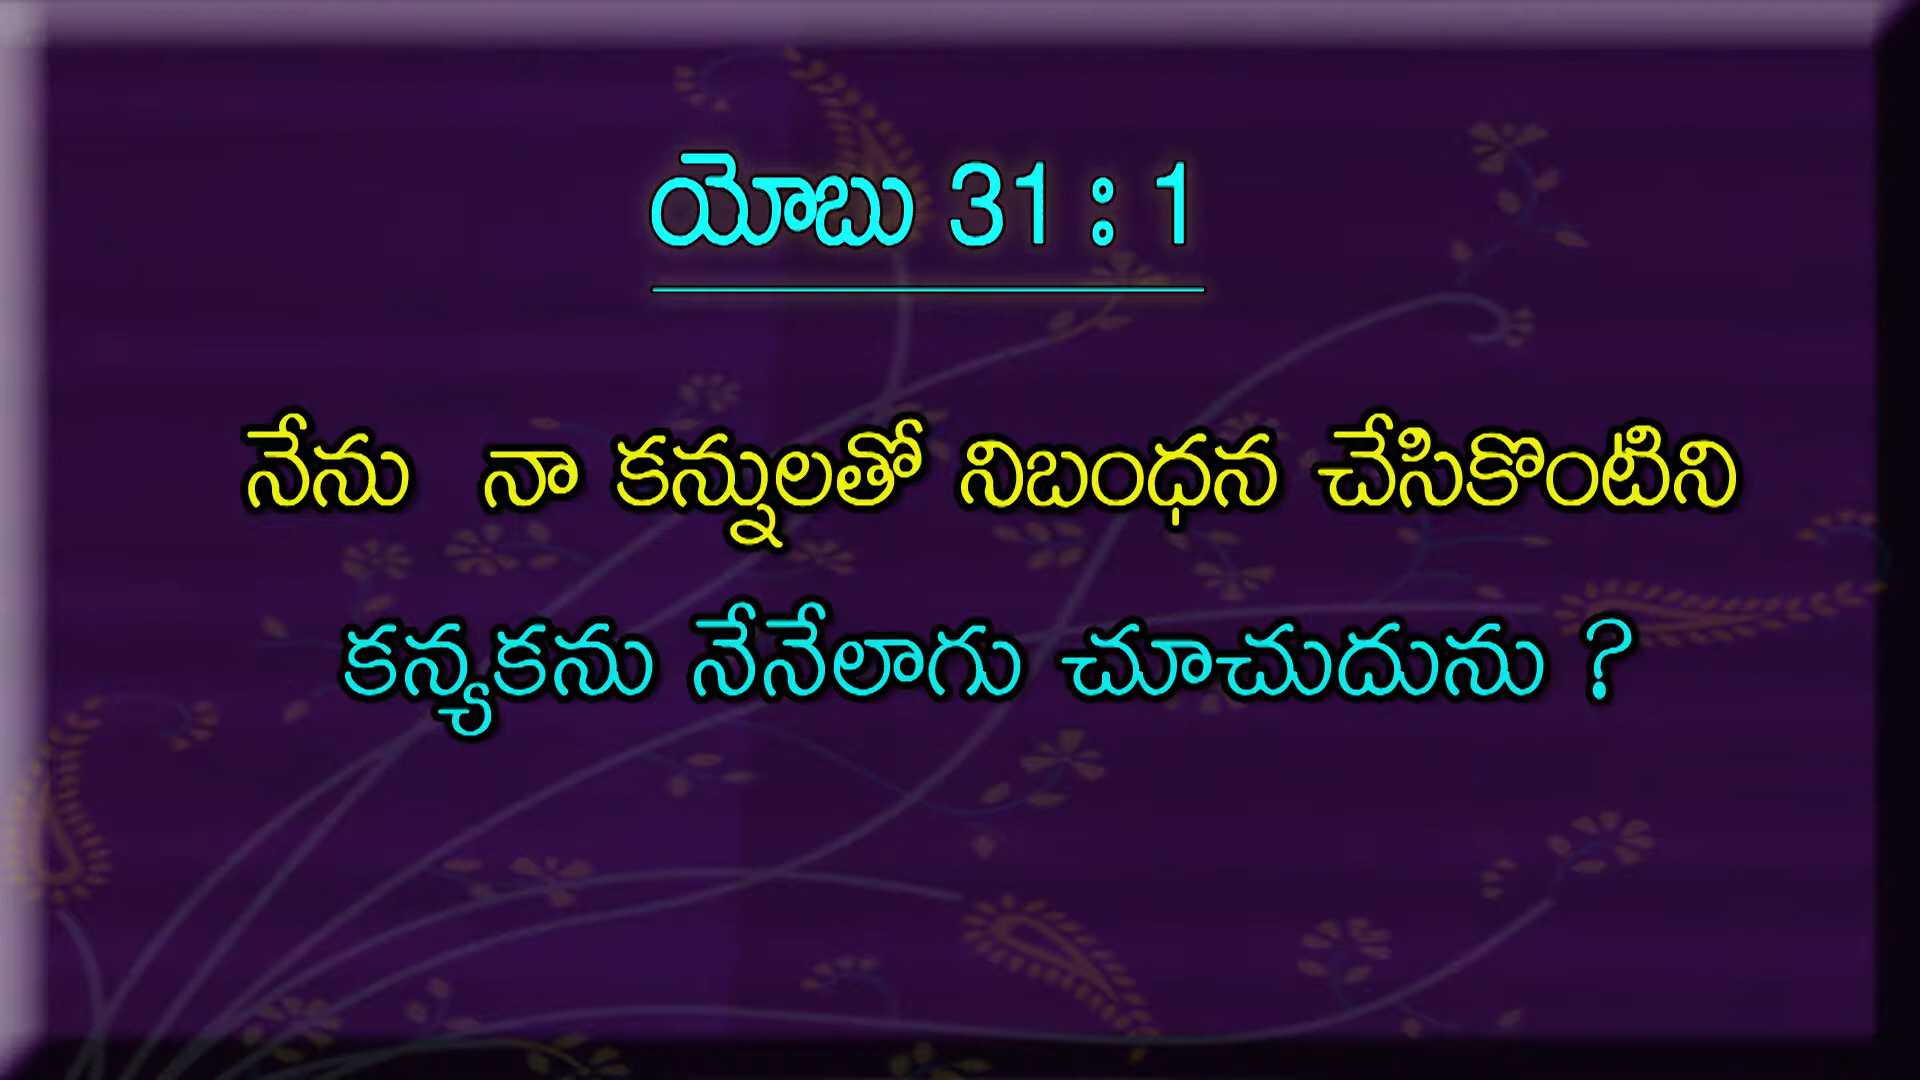 యోబు 31 : 1
నేను నా కన్నులతో నిబంధన చేసికొంటిని
కన్యకను నేనేలాగు చూచుదును ?